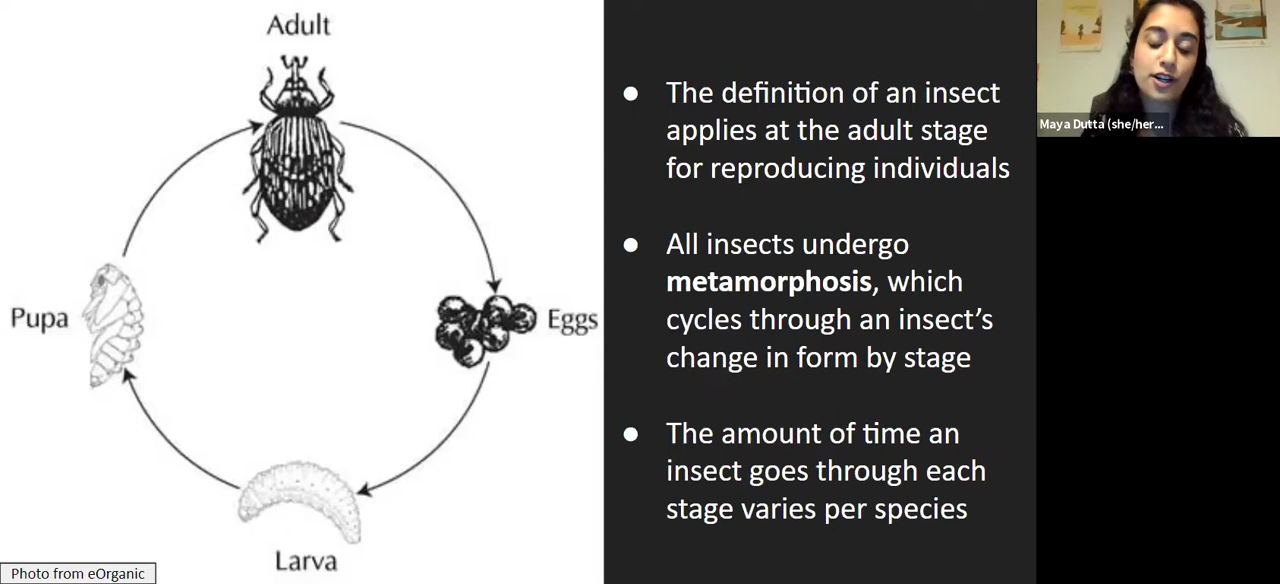 Adult
Pupa
Eggs
Larva
Photo from eOrganic
● The definition of an insect
applies at the adult stage
for reproducing individuals
● All insects undergo
metamorphosis, which
cycles through an insect’s
change in form by stage
● The amount of time an
insect goes through each
stage varies per species
Maya Dutta (she/her...